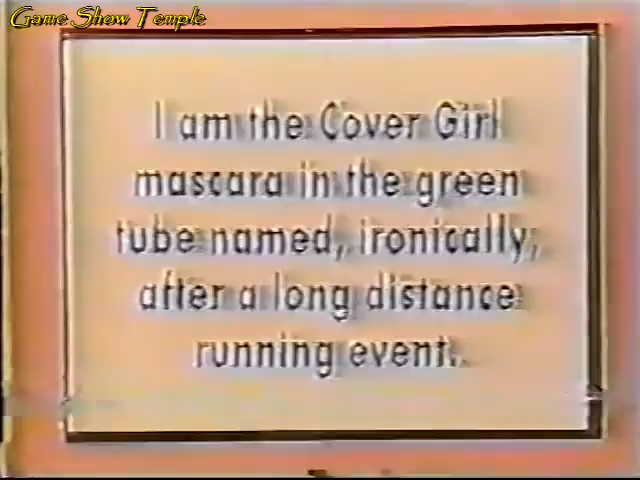 Game Show Temple
I am the Cover Girl
mascara in the green
tube named, ironically,
after a long distance
running event..